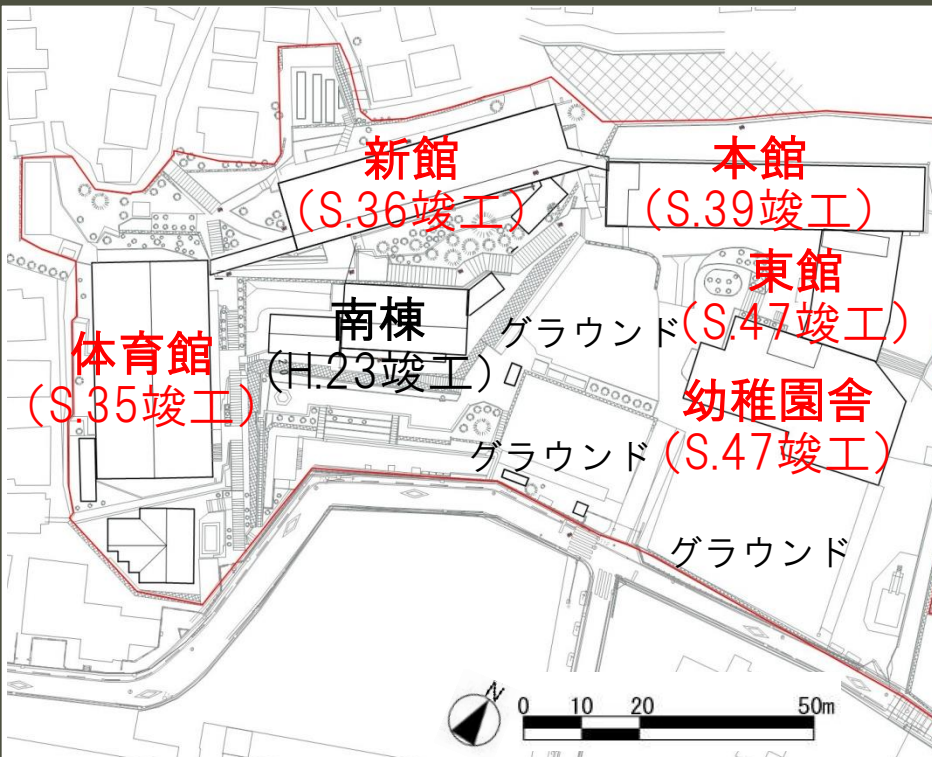 新館
(S.36竣工)
本館
(S.39竣工)
東館
(S.47竣工)
体育館
(S.35竣工)
南棟
(H.23竣工)
グラウンド
幼稚園舎
(S.47竣工)
グラウンド
グラウンド
N
0 10 20 50m